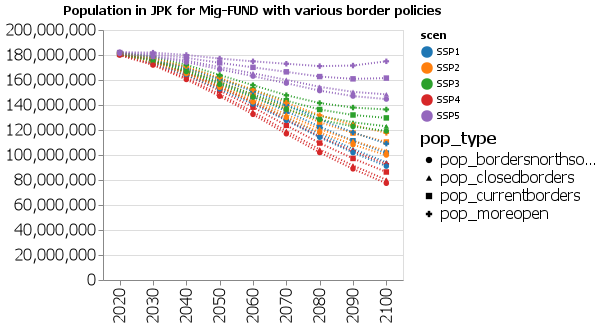 Population in JPK for Mig-FUND with various border policies
200,000,000
180,000,000
160,000,000
140,000,000
120,000,000
100,000,000
80,000,000
60,000,000
40,000,000
20,000,000
0
2020 2030 2040 2050 2060 2070 2080 2090 2100
scen
SSP1
SSP2
SSP3
SSP4
SSP5
pop_type
pop_bordersnorthso...
pop_closedborders
pop_currentborders
pop_moreopen